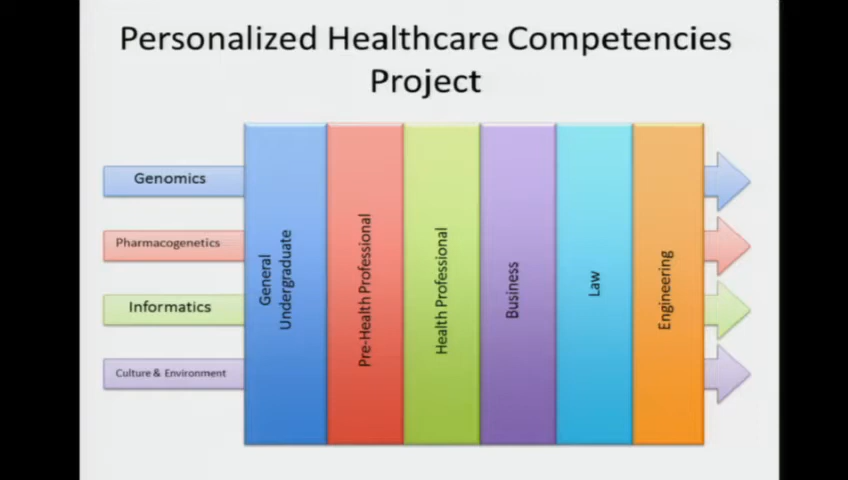 Personalized Healthcare Competencies
Project
Genomics
Pharmacogenetics
Informatics
Culture & Environment
General
Undergraduate
Pre-Health Professional
Health Professional
Business
Law
Engineering